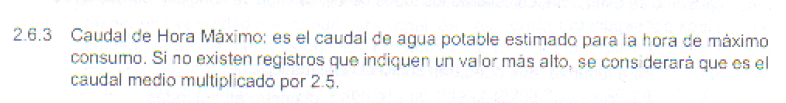 2.6.3 Caudal de Hora Máximo: es el caudal de agua potable estimado para la hora de máximo
consumo. Si no existen registros que indiquen un valor más alto, se considerará que es el
caudal medio multiplicado por 2.5.